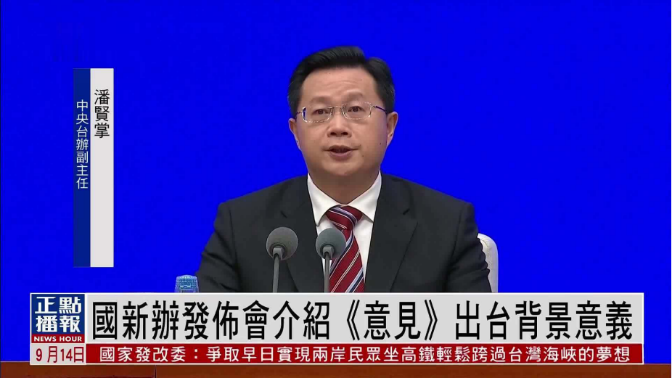 潘賢掌
中央台辦副主任
正點
播報
NEWS HOUR
9月14日
國新辦發佈會介紹《意見》出台背景意義
國家發改委：爭取早日實現兩岸民眾坐高鐵輕鬆跨過台灣海峽的夢想